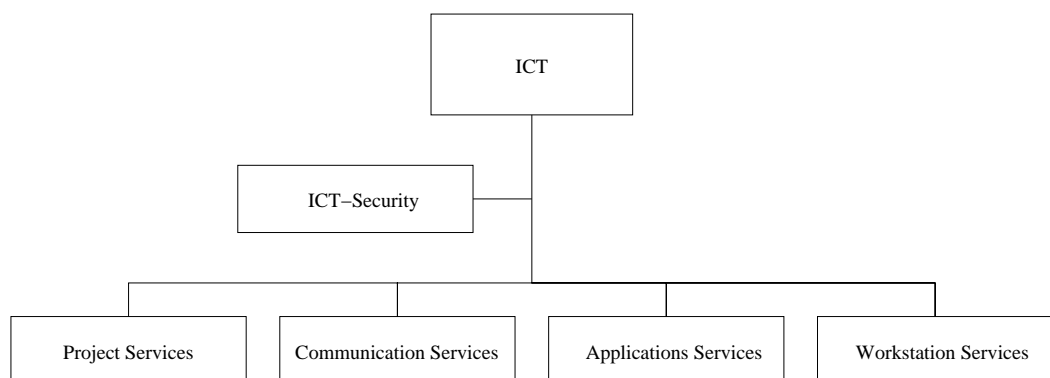 ICT
ICT−Security
Project Services
Communication Services
Applications Services
Workstation Services